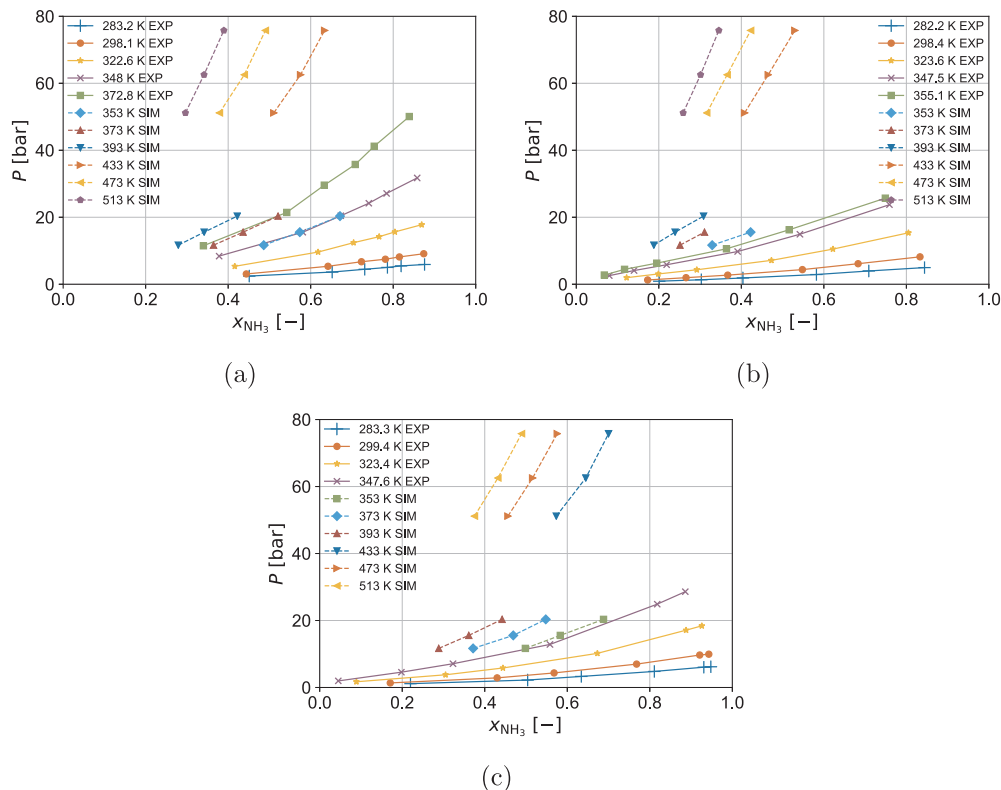 80
60
40
20
0
P [bar]
283.2 K EXP
298.1 K EXP
322.6 K EXP
348 K EXP
372.8 K EXP
353 K SIM
373 K SIM
393 K SIM
433 K SIM
473 K SIM
513 K SIM
0.0 0.2 0.4 0.6 0.8 1.0
xNH3 [−]
(a)
80
60
40
20
0
P [bar]
282.2 K EXP
298.4 K EXP
323.6 K EXP
347.5 K EXP
355.1 K EXP
353 K SIM
373 K SIM
393 K SIM
433 K SIM
473 K SIM
513 K SIM
0.0 0.2 0.4 0.6 0.8 1.0
xNH3 [−]
(b)
80
60
40
20
0
P [bar]
283.3 K EXP
299.4 K EXP
323.4 K EXP
347.6 K EXP
353 K SIM
373 K SIM
393 K SIM
433 K SIM
473 K SIM
513 K SIM
0.0 0.2 0.4 0.6 0.8 1.0
xNH3 [−]
(c)